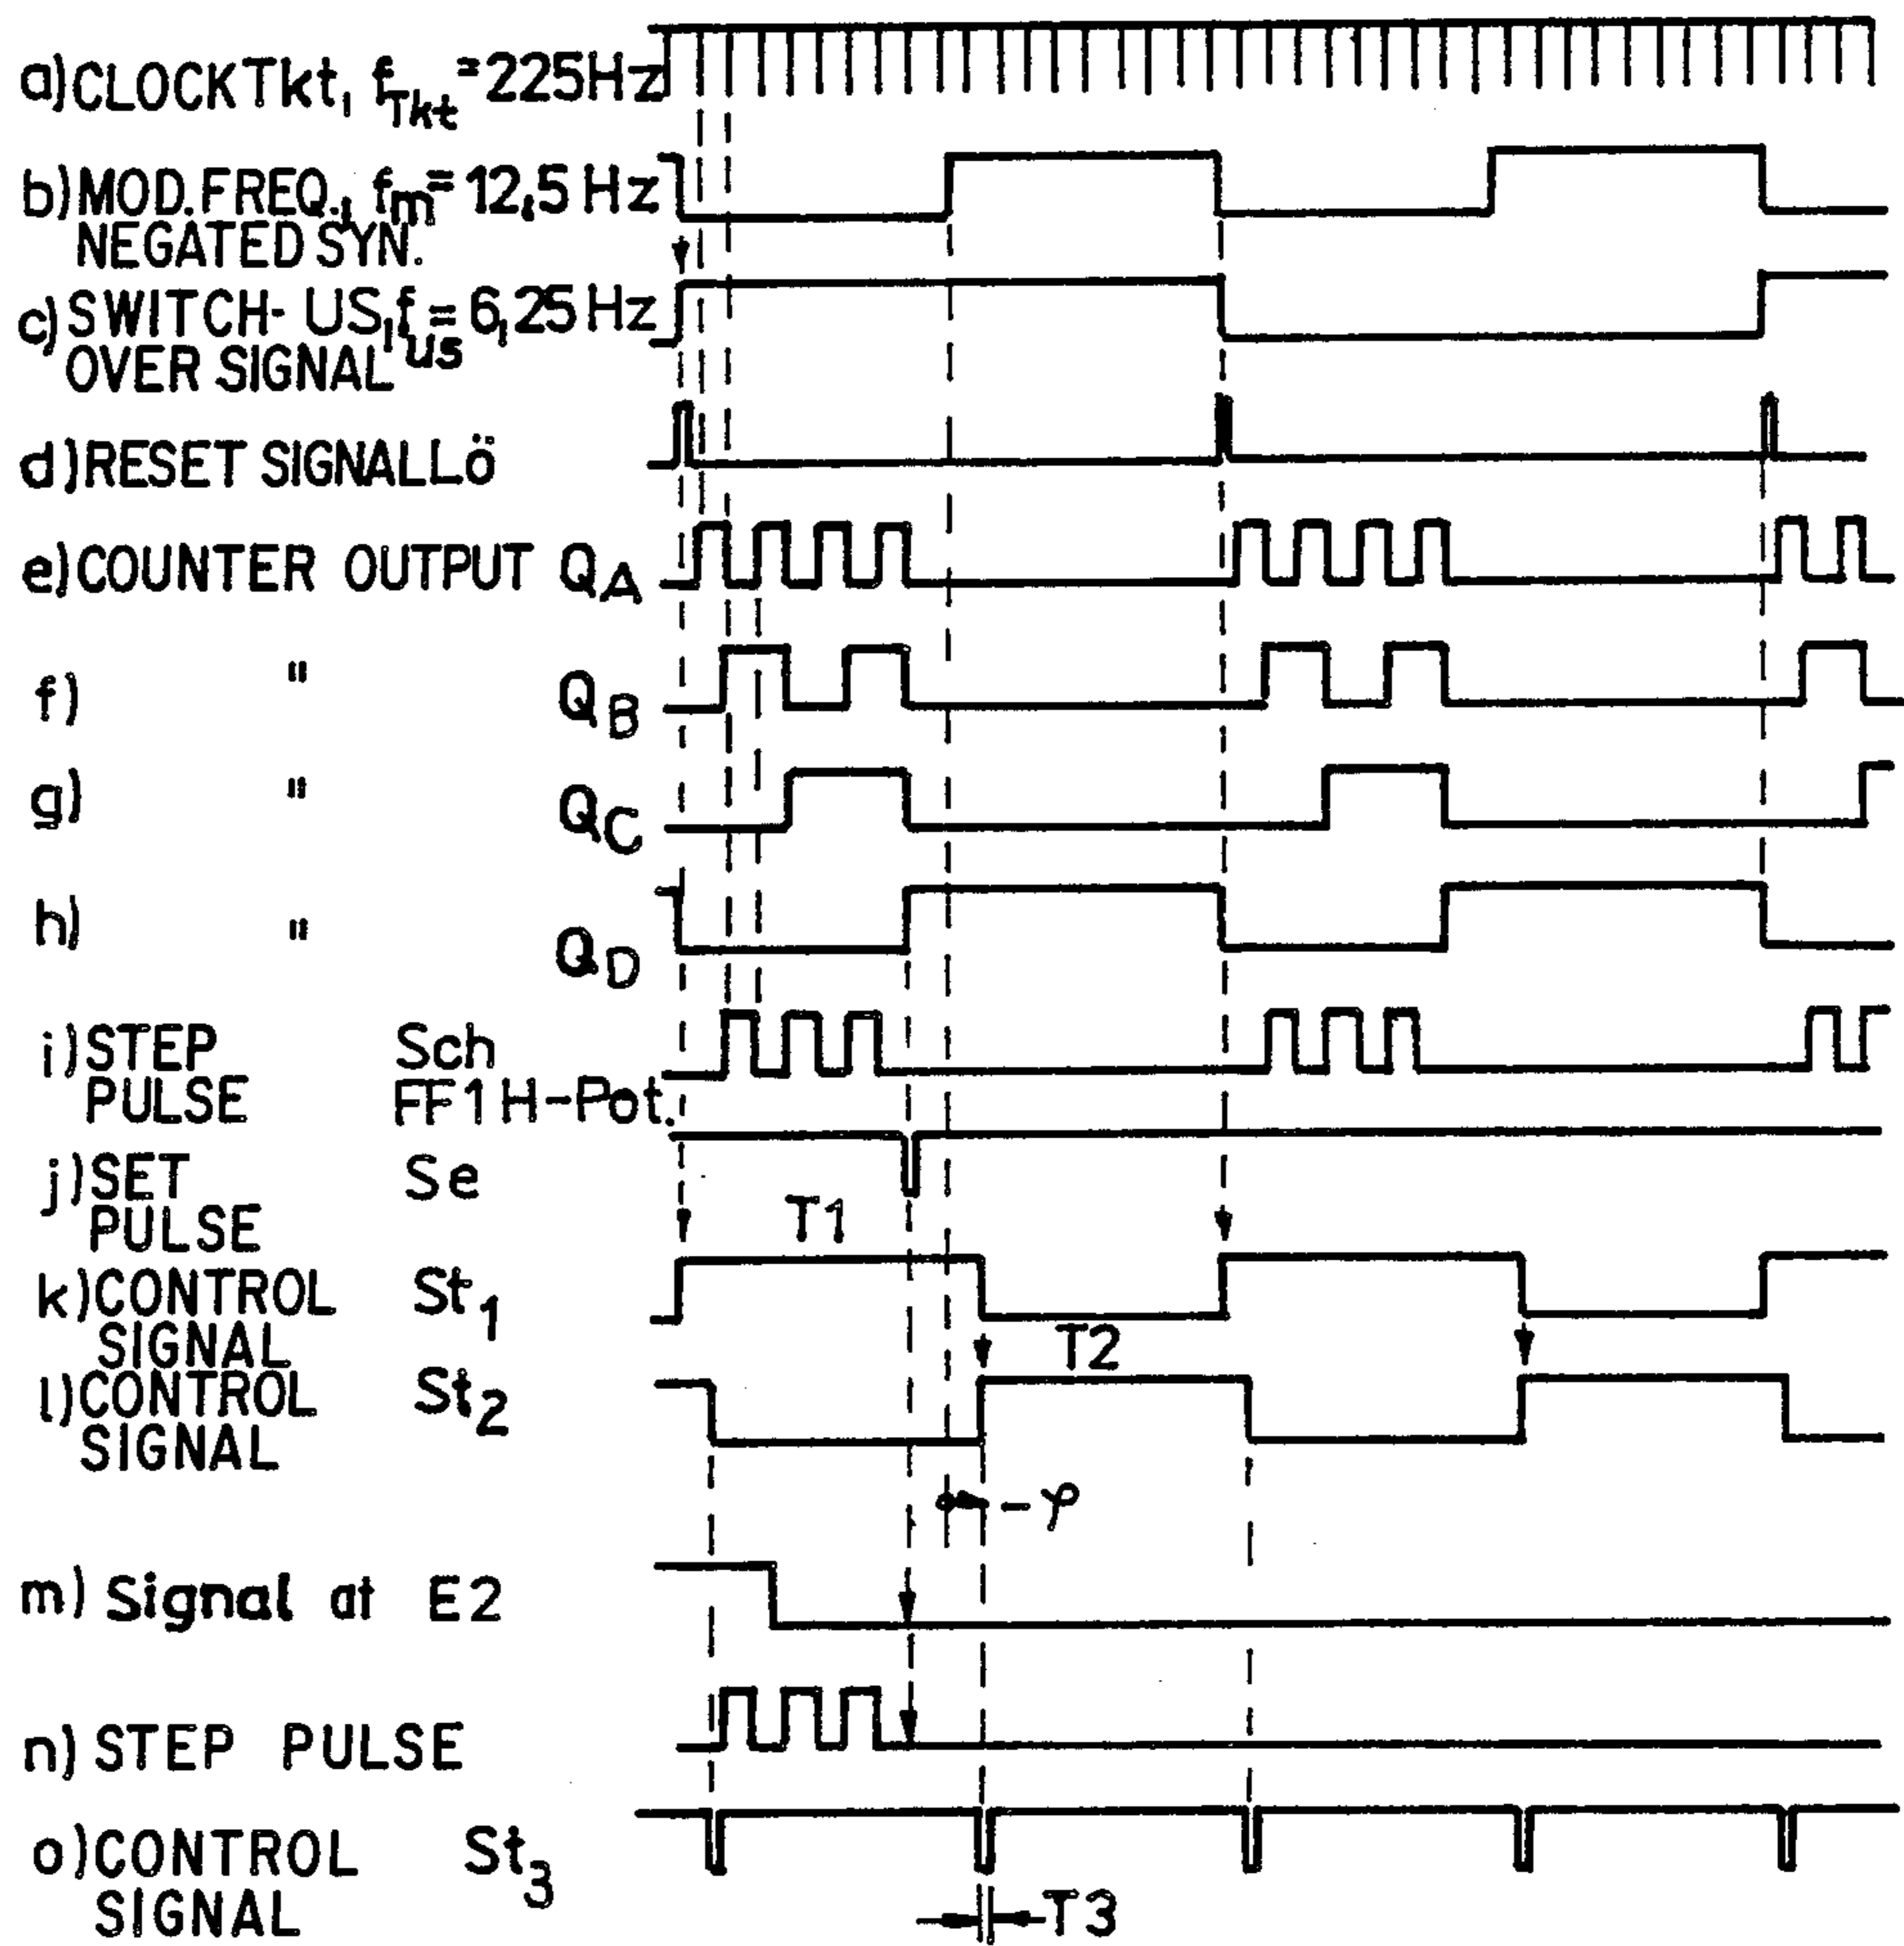 a) CLOCK Tkt, fTkt = 225Hz
b) MOD. FREQ., fm = 12,5 Hz
NEGATED SYN.
c) SWITCH- US, fus = 6,25 Hz
OVER SIGNAL
d) RESET SIGNAL Lö
e) COUNTER OUTPUT QA
f) " QB
g) " QC
h) " QD
i) STEP Sch
PULSE FF1 H-Pot.
j) SET Se
PULSE
T1
k) CONTROL St1
SIGNAL
T2
l) CONTROL St2
SIGNAL
-φ
m) Signal at E2
n) STEP PULSE
o) CONTROL St3
SIGNAL
T3